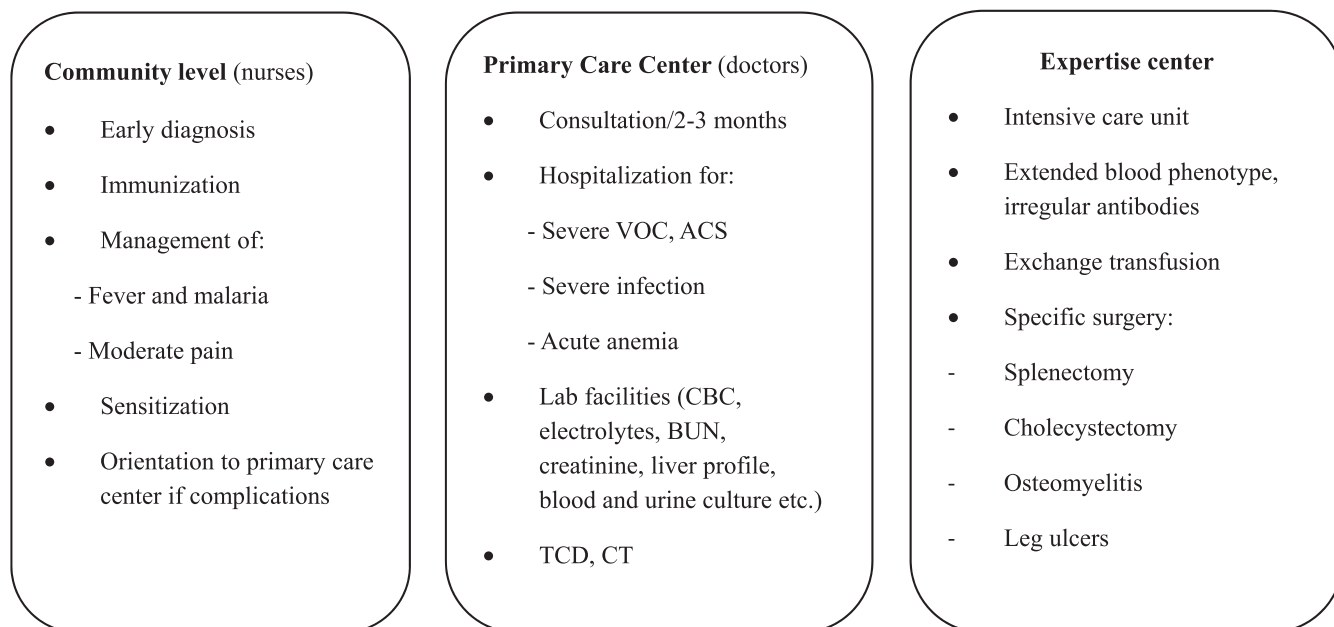 Community level (nurses)
• Early diagnosis
• Immunization
• Management of:
- Fever and malaria
- Moderate pain
• Sensitization
• Orientation to primary care
center if complications
Primary Care Center (doctors)
• Consultation/2-3 months
• Hospitalization for:
- Severe VOC, ACS
- Severe infection
- Acute anemia
• Lab facilities (CBC,
electrolytes, BUN,
creatinine, liver profile,
blood and urine culture etc.)
• TCD, CT
Expertise center
• Intensive care unit
• Extended blood phenotype,
irregular antibodies
• Exchange transfusion
• Specific surgery:
- Splenectomy
- Cholecystectomy
- Osteomyelitis
- Leg ulcers